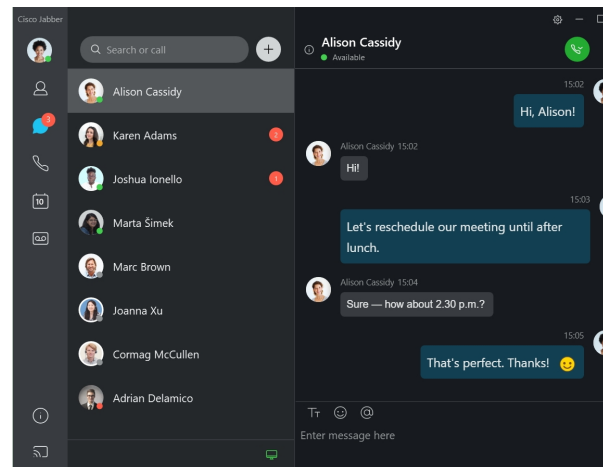 Cisco Jabber
Search or call
3
10
Alison Cassidy
Karen Adams
2
Joshua Ionello
1
Marta Šimek
Marc Brown
Joanna Xu
Cormag McCullen
Adrian Delamico
Alison Cassidy
Available
15:02
Hi, Alison!
Alison Cassidy 15:02
Hi!
15:03
Let's reschedule our meeting until after
lunch.
Alison Cassidy 15:04
Sure — how about 2.30 p.m.?
15:05
That's perfect. Thanks!
Enter message here